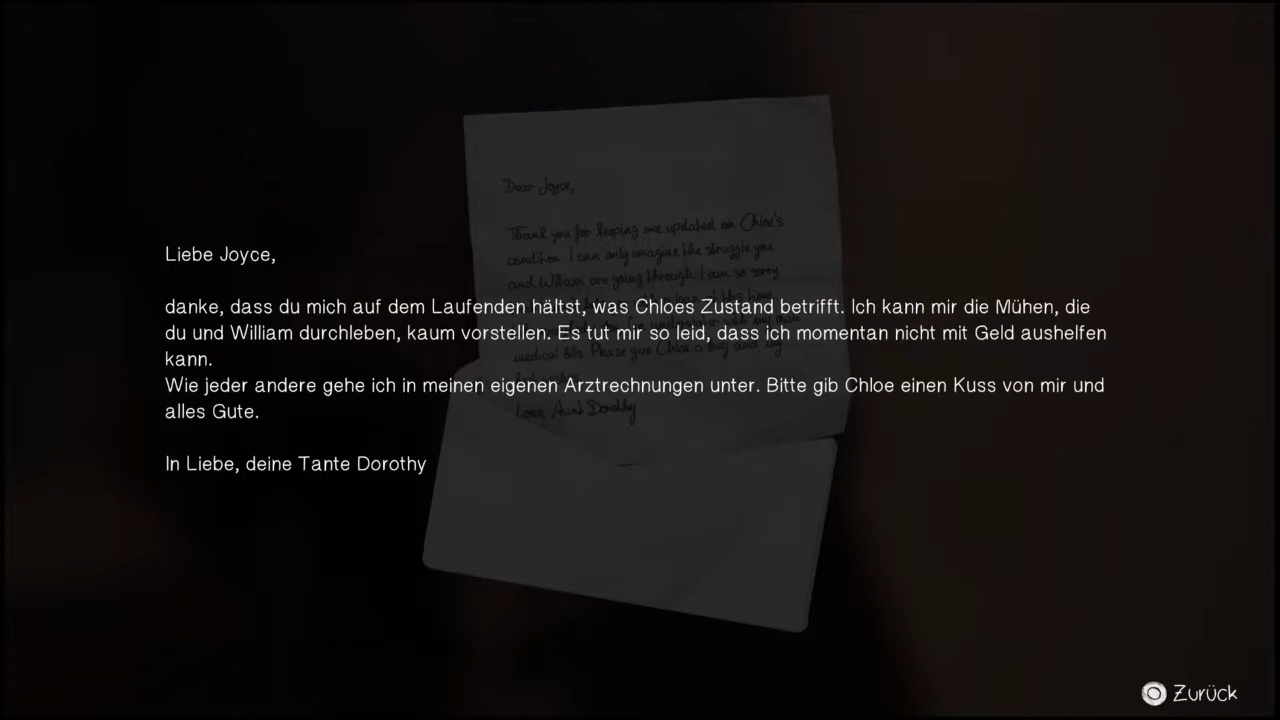 Liebe Joyce,
danke, dass du mich auf dem Laufenden hältst, was Chloes Zustand betrifft. Ich kann mir die Mühen, die
du und William durchleben, kaum vorstellen. Es tut mir so leid, dass ich momentan nicht mit Geld aushelfen
kann.
Wie jeder andere gehe ich in meinen eigenen Arztrechnungen unter. Bitte gib Chloe einen Kuss von mir und
alles Gute.
In Liebe, deine Tante Dorothy
Dear Joyce,
Thank you for keeping me updated on Chloe's
condition. I can only imagine the struggle you
and William are going through. I am so sorry
medical bills. Please give Chloe a hug and my
Love, Aunt Dorothy
Zurück